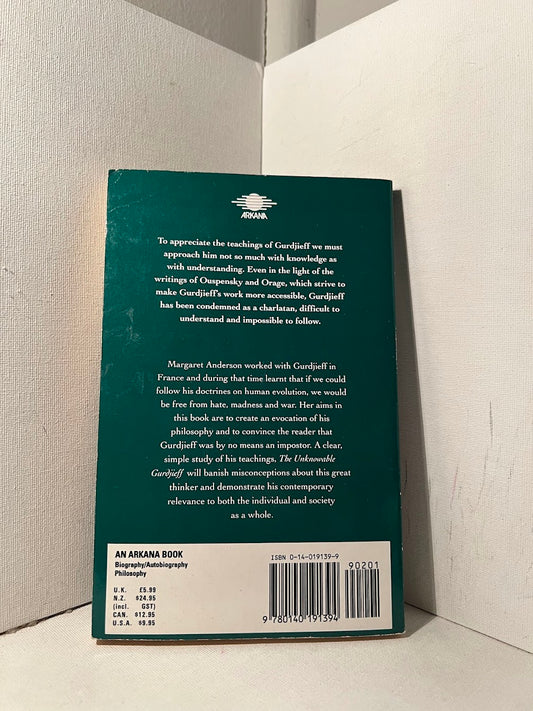 ARKANA
To appreciate the teachings of Gurdjieff we must
approach him not so much with knowledge as
with understanding. Even in the light of the
writings of Ouspensky and Orage, which strive to
make Gurdjieff's work more accessible, Gurdjieff
has been condemned as a charlatan, difficult to
understand and impossible to follow.
Margaret Anderson worked with Gurdjieff in
France and during that time learnt that if we could
follow his doctrines on human evolution, we would
be free from hate, madness and war. Her aims in
this book are to create an evocation of his
philosophy and to convince the reader that
Gurdjieff was by no means an impostor. A clear,
simple study of his teachings, The Unknowable
Gurdjieff will banish misconceptions about this great
thinker and demonstrate his contemporary
relevance to both the individual and society
as a whole.
AN ARKANA BOOK
Biography/Autobiography
Philosophy
U.K. £5.99
N.Z. $24.95
(incl. GST)
CAN. $12.95
U.S.A. $9.95
ISBN 0-14-019139-9
90201
9 780140 191394